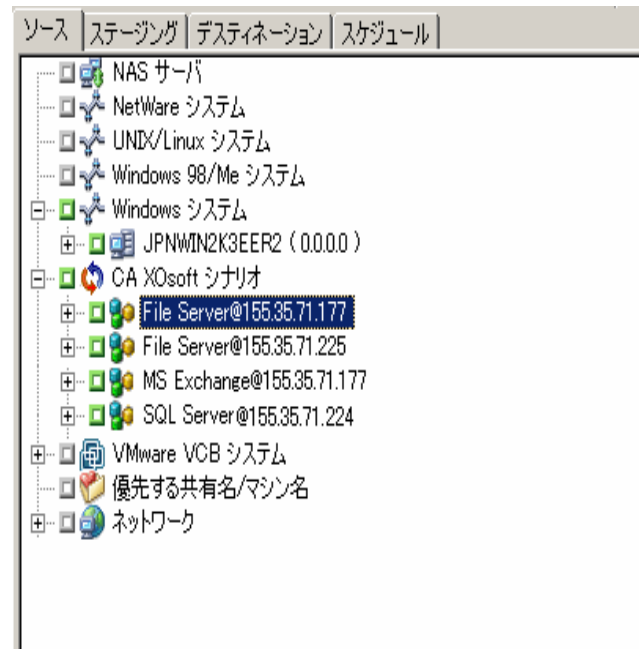 ソース ステージング デスティネーション スケジュール
NAS サーバ
NetWare システム
UNIX/Linux システム
Windows 98/Me システム
Windows システム
JPNWIN2K3EER2 ( 0.0.0.0 )
CA XOsoft シナリオ
File Server@155.35.71.177
File Server@155.35.71.225
MS Exchange@155.35.71.177
SQL Server@155.35.71.224
VMware VCB システム
優先する共有名/マシン名
ネットワーク